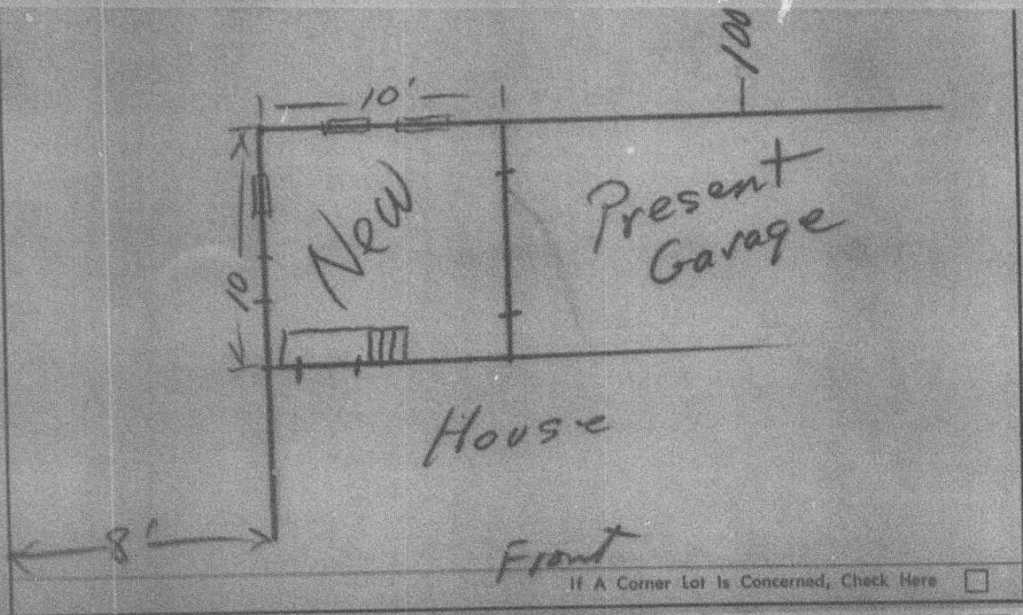 100
10'
New
Present
Garage
10
House
8'
Front
If A Corner Lot Is Concerned, Check Here